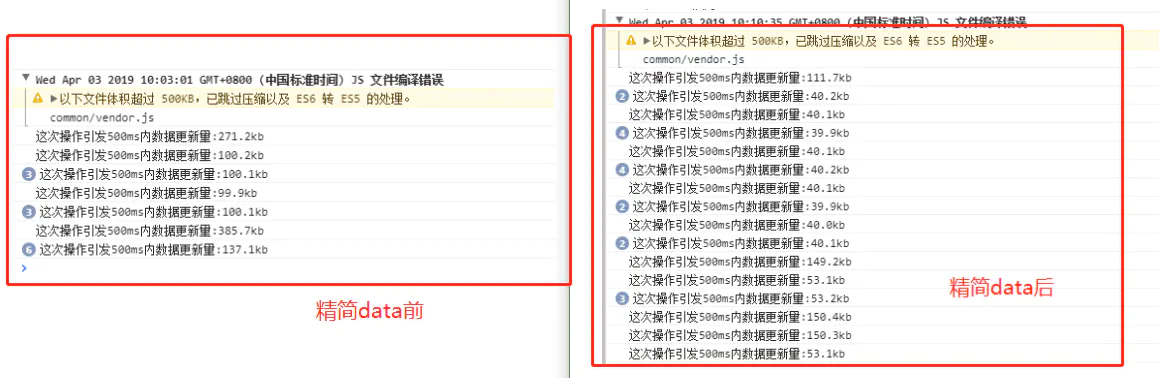 Wed Apr 03 2019 10:03:01 GMT+0800 (中国标准时间) JS 文件编译错误
以下文件体积超过 500KB, 已跳过压缩以及 ES6 转 ES5 的处理。
common/vendor.js
这次操作引发500ms内数据更新量:271.2kb
这次操作引发500ms内数据更新量:100.2kb
3 这次操作引发500ms内数据更新量:100.1kb
这次操作引发500ms内数据更新量:99.9kb
3 这次操作引发500ms内数据更新量:100.1kb
这次操作引发500ms内数据更新量:385.7kb
6 这次操作引发500ms内数据更新量:137.1kb
精简data前
Wed Apr 03 2019 10:10:35 GMT+0800 (中国标准时间) JS 文件编译错误
以下文件体积超过 500KB, 已跳过压缩以及 ES6 转 ES5 的处理。
common/vendor.js
这次操作引发500ms内数据更新量:111.7kb
2 这次操作引发500ms内数据更新量:40.2kb
这次操作引发500ms内数据更新量:40.1kb
4 这次操作引发500ms内数据更新量:39.9kb
这次操作引发500ms内数据更新量:40.1kb
4 这次操作引发500ms内数据更新量:40.2kb
这次操作引发500ms内数据更新量:40.1kb
2 这次操作引发500ms内数据更新量:39.9kb
这次操作引发500ms内数据更新量:40.0kb
2 这次操作引发500ms内数据更新量:40.1kb
这次操作引发500ms内数据更新量:149.2kb
这次操作引发500ms内数据更新量:53.1kb
3 这次操作引发500ms内数据更新量:53.2kb
这次操作引发500ms内数据更新量:150.4kb
这次操作引发500ms内数据更新量:150.3kb
这次操作引发500ms内数据更新量:53.1kb
精简data后